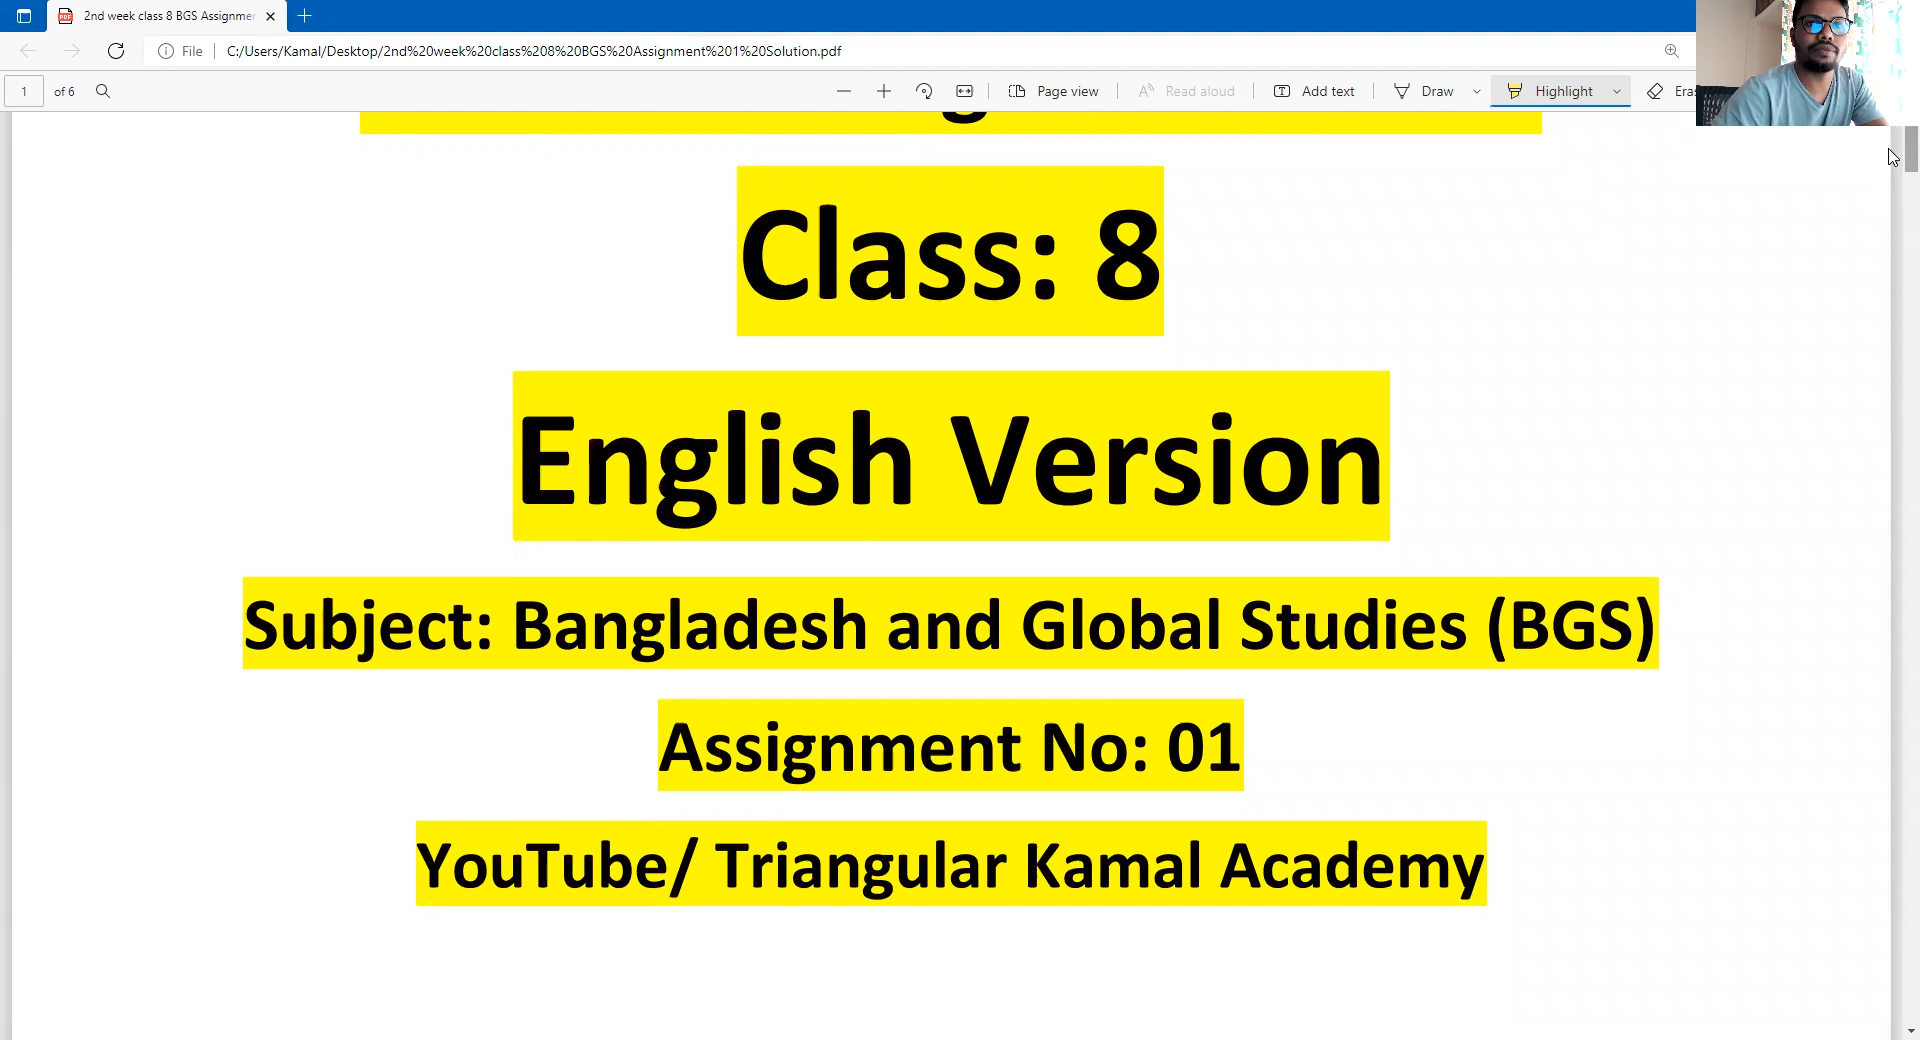 2nd week class 8 BGS Assignmer
File
C:/Users/Kamal/Desktop/2nd%20week%20class%208%20BGS%20Assignment%201%20Solution.pdf
1 of 6
Page view
Read aloud
Add text
Draw
Highlight
Class: 8
English Version
Subject: Bangladesh and Global Studies (BGS)
Assignment No: 01
YouTube/ Triangular Kamal Academy